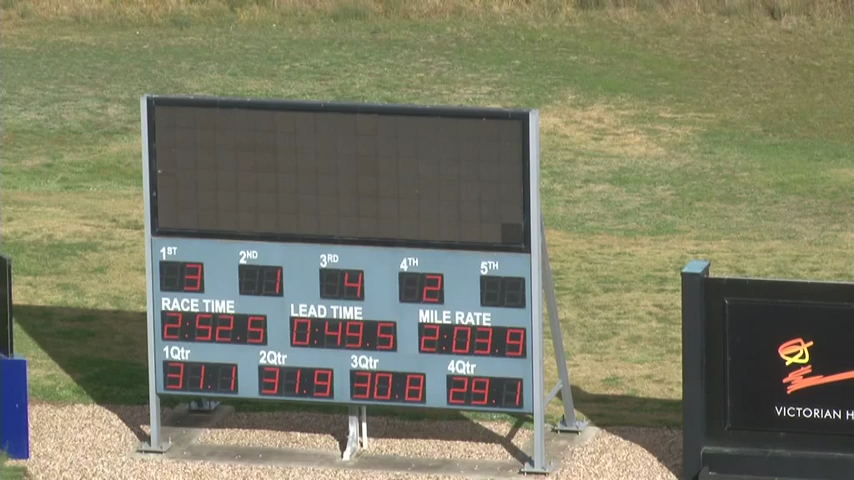 1ST 2ND 3RD 4TH 5TH
3 1 4 2
RACE TIME LEAD TIME MILE RATE
2:52.5 0:49.5 2:03.9
1Qtr 2Qtr 3Qtr 4Qtr
31.1 31.9 30.8 29.1
VICTORIAN H